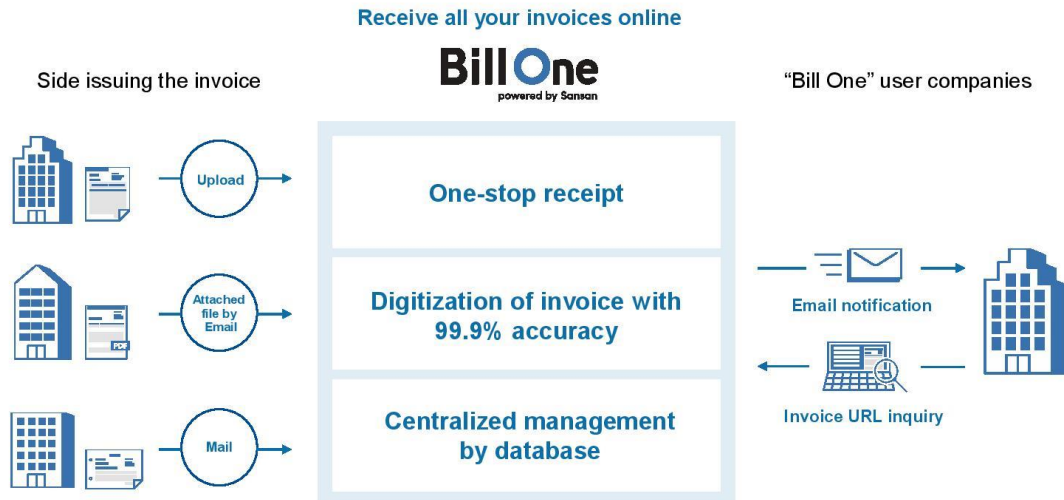 Receive all your invoices online
Bill One
powered by Sansan
Side issuing the invoice
“Bill One” user companies
Upload
One-stop receipt
Attached
file by
Email
PDF
Digitization of invoice with
99.9% accuracy
Email notification
Invoice URL inquiry
Mail
Centralized management
by database